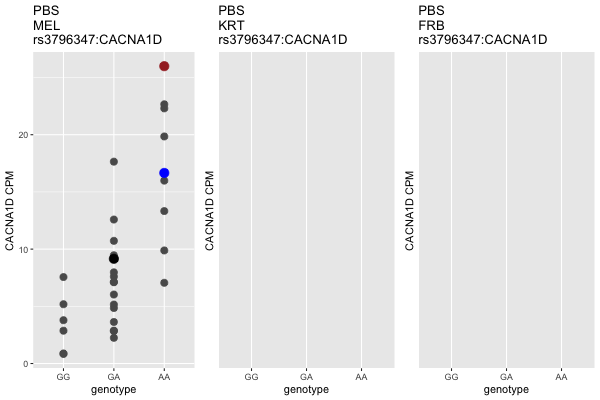 PBS
MEL
rs3796347:CACNA1D
CACNA1D CPM
20
10
0
GG GA AA
genotype
PBS
KRT
rs3796347:CACNA1D
CACNA1D CPM
GG GA AA
genotype
PBS
FRB
rs3796347:CACNA1D
CACNA1D CPM
GG GA AA
genotype